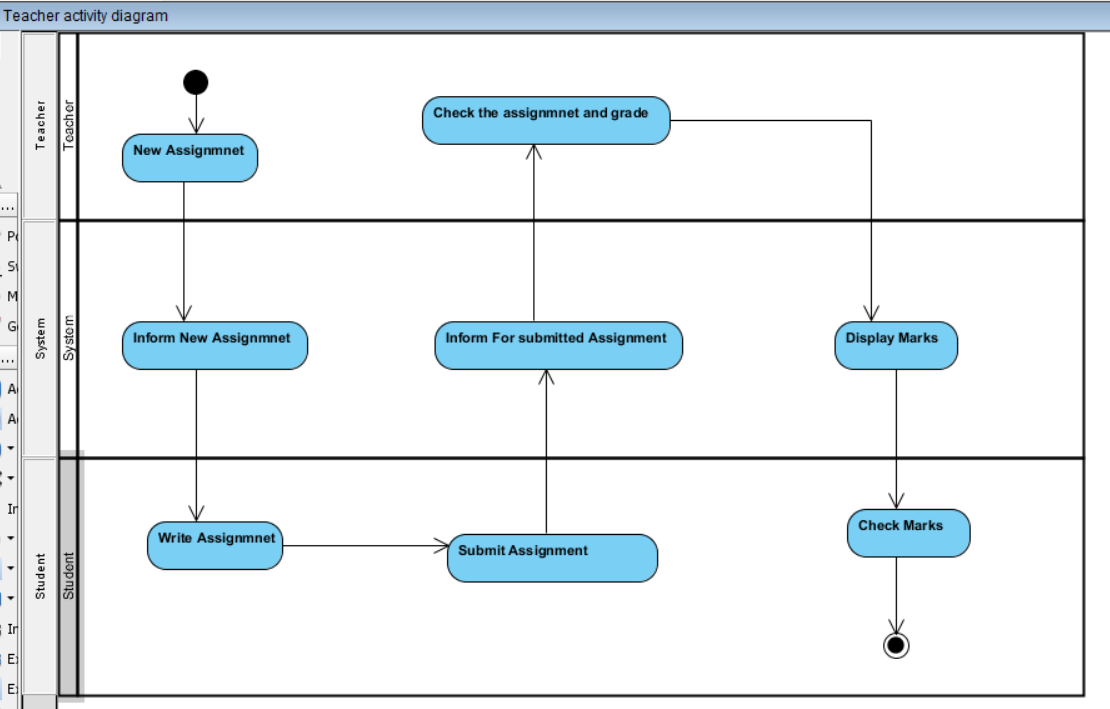 Teacher activity diagram
Teacher
Teacher
New Assignmnet
Check the assignmnet and grade
System
System
Inform New Assignmnet
Inform For submitted Assignment
Display Marks
Student
Student
Write Assignmnet
Submit Assignment
Check Marks